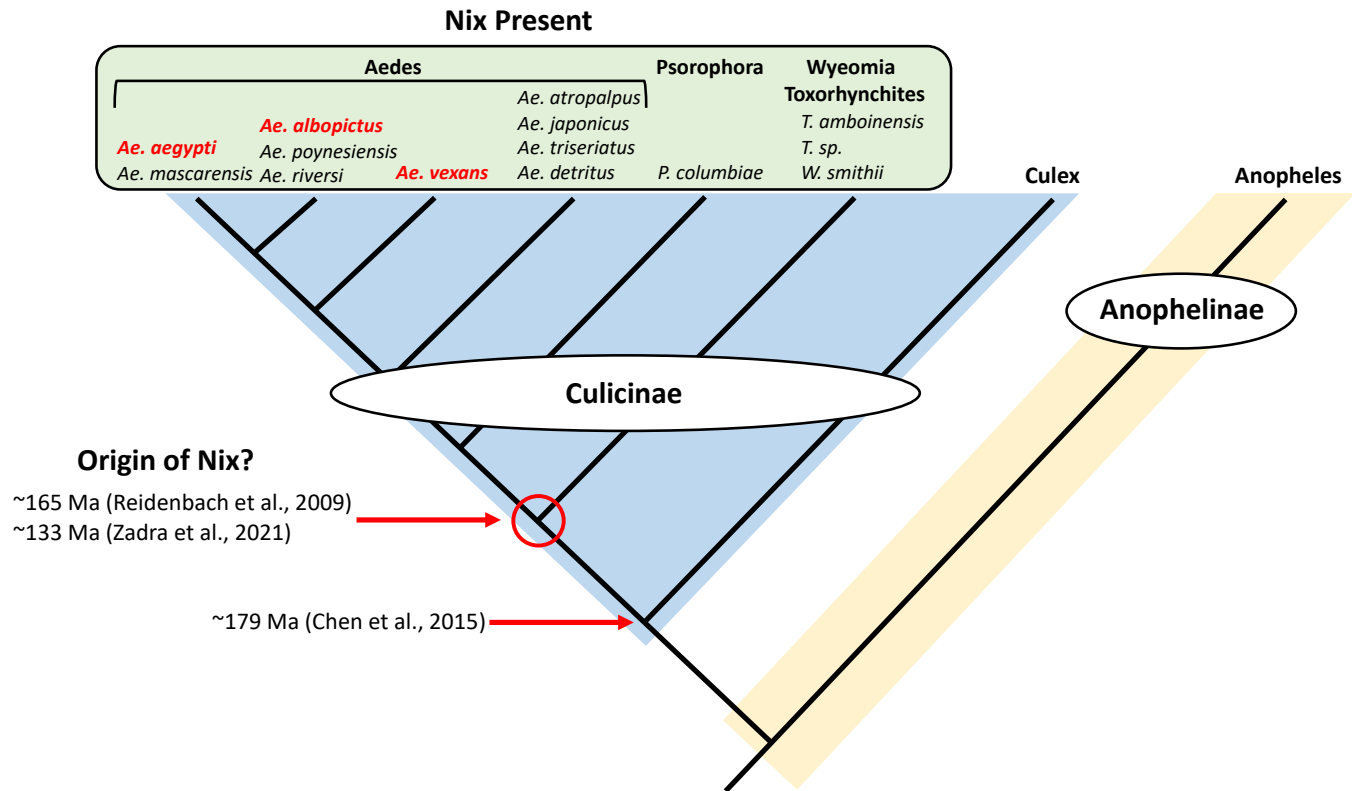 Nix Present
Aedes
Psorophora
Wyeomia
Toxorhynchites
Ae. aegypti
Ae. mascarensis
Ae. albopictus
Ae. poynesiensis
Ae. riversi
Ae. vexans
Ae. atropalpus
Ae. japonicus
Ae. triseriatus
Ae. detritus
P. columbiae
T. amboinensis
T. sp.
W. smithii
Culex
Anopheles
Anophelinae
Culicinae
Origin of Nix?
~165 Ma (Reidenbach et al., 2009)
~133 Ma (Zadra et al., 2021)
~179 Ma (Chen et al., 2015)